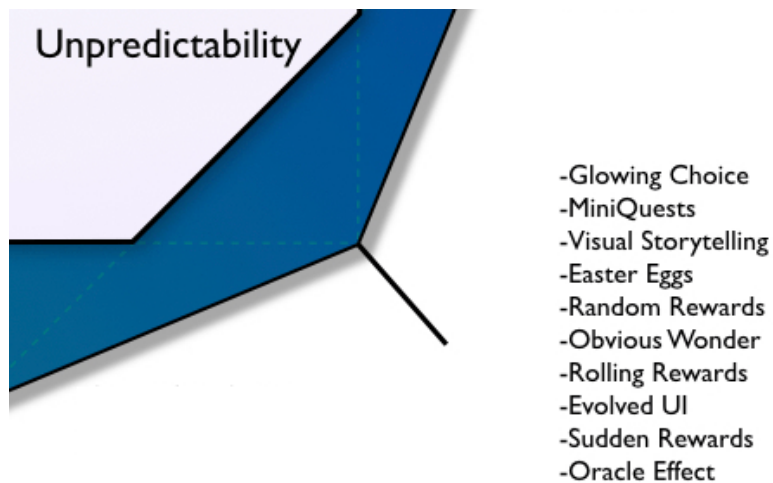 Unpredictability
-Glowing Choice
-MiniQuests
-Visual Storytelling
-Easter Eggs
-Random Rewards
-Obvious Wonder
-Rolling Rewards
-Evolved UI
-Sudden Rewards
-Oracle Effect